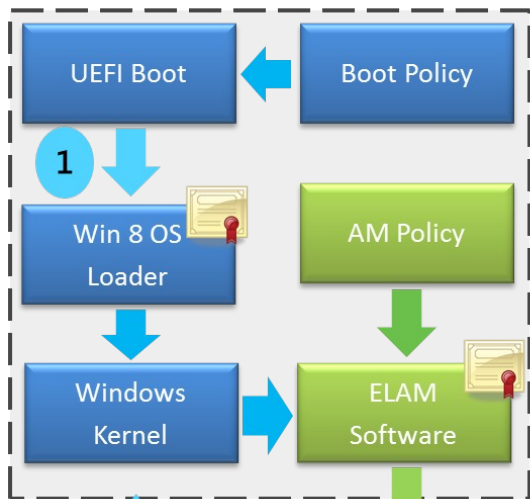 UEFI Boot
Boot Policy
1
Win 8 OS
Loader
AM Policy
Windows
Kernel
ELAM
Software